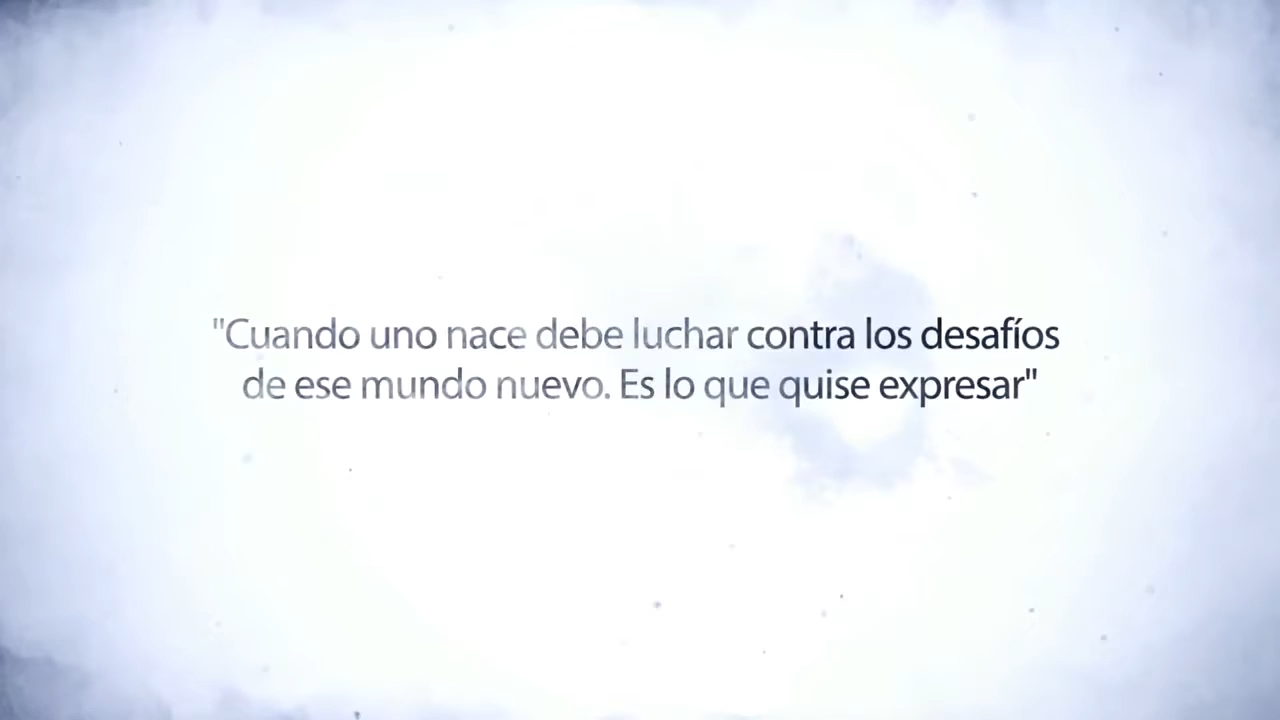 "Cuando uno nace debe luchar contra los desafíos
de ese mundo nuevo. Es lo que quise expresar"